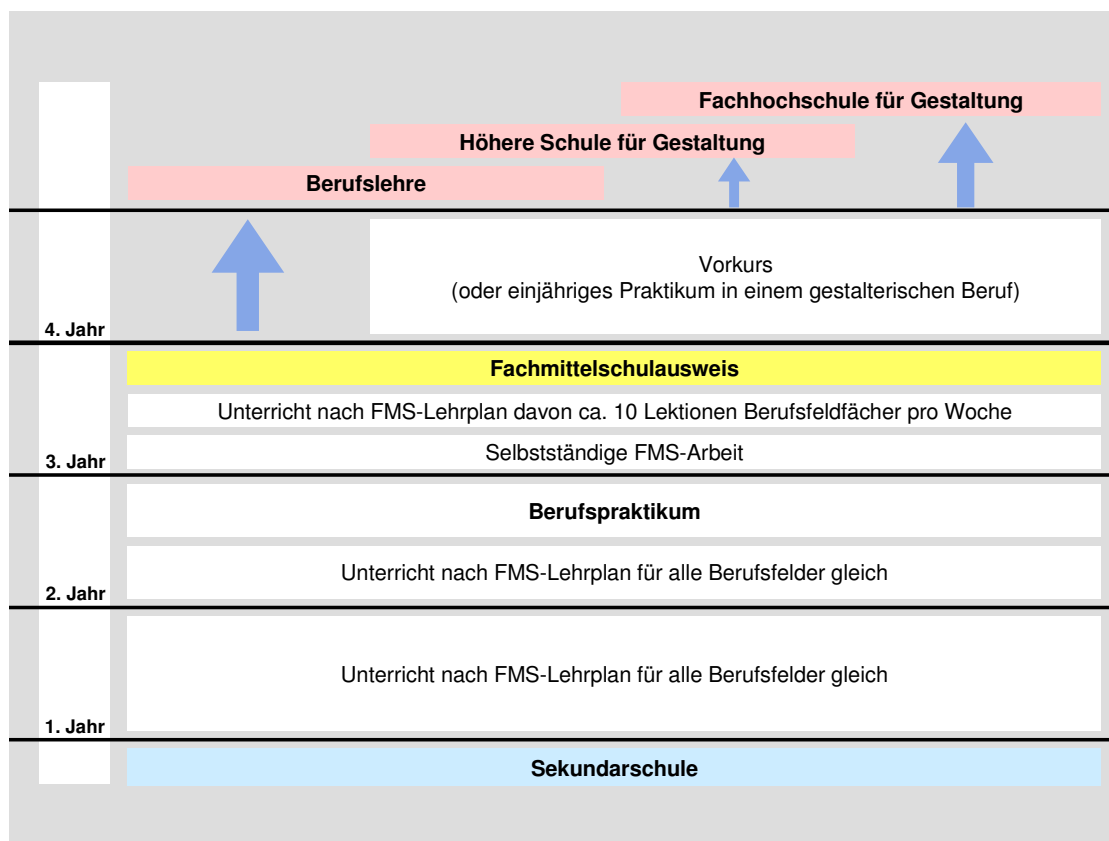 Fachhochschule für Gestaltung
Höhere Schule für Gestaltung
Berufslehre
Vorkurs
(oder einjähriges Praktikum in einem gestalterischen Beruf)
4. Jahr
Fachmittelschulausweis
Unterricht nach FMS-Lehrplan davon ca. 10 Lektionen Berufsfeldfächer pro Woche
Selbstständige FMS-Arbeit
3. Jahr
Berufspraktikum
Unterricht nach FMS-Lehrplan für alle Berufsfelder gleich
2. Jahr
Unterricht nach FMS-Lehrplan für alle Berufsfelder gleich
1. Jahr
Sekundarschule